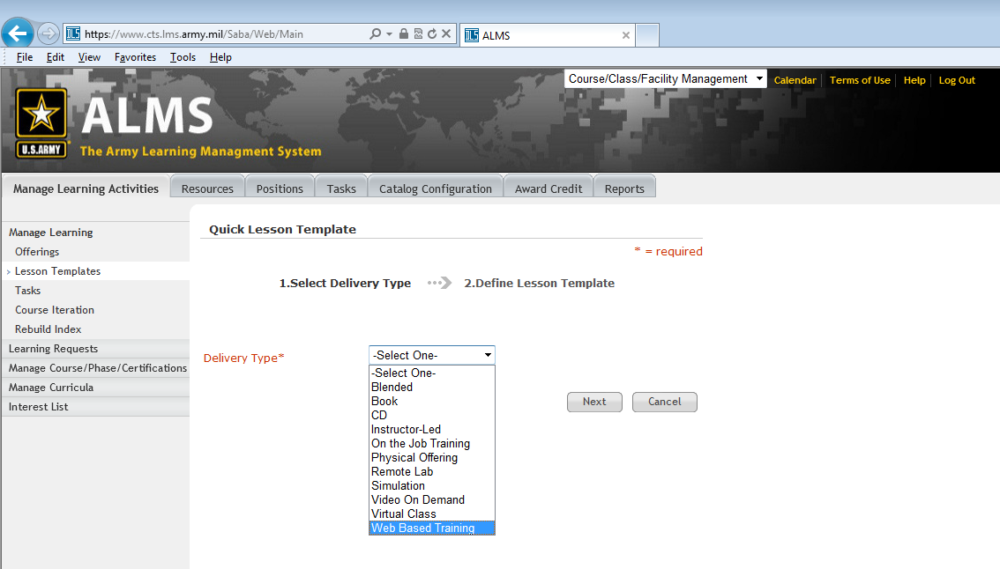 https://www.cts.lms.army.mil/Saba/Web/Main
ALMS
File Edit View Favorites Tools Help
Course/Class/Facility Management Calendar Terms of Use Help Log Out
ALMS
U.S.ARMY
The Army Learning Managment System
Manage Learning Activities Resources Positions Tasks Catalog Configuration Award Credit Reports
Manage Learning
Offerings
Lesson Templates
Tasks
Course Iteration
Rebuild Index
Learning Requests
Manage Course/Phase/Certifications
Manage Curricula
Interest List
Quick Lesson Template
* = required
1.Select Delivery Type 2.Define Lesson Template
Delivery Type* -Select One-
-Select One-
Blended
Book
CD
Instructor-Led
On the Job Training
Physical Offering
Remote Lab
Simulation
Video On Demand
Virtual Class
Web Based Training
Next Cancel